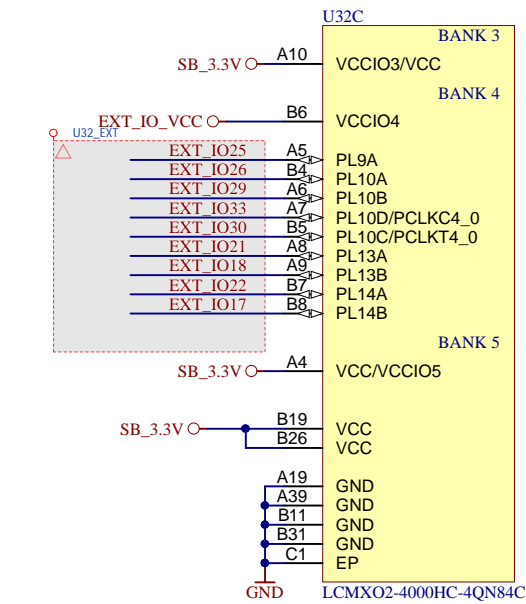 U32C
BANK 3
SB_3.3V A10 VCCIO3/VCC
BANK 4
EXT_IO_VCC B6 VCCIO4
U32_EXT
EXT_IO25 A5 PL9A
EXT_IO26 B4 PL10A
EXT_IO29 A6 PL10B
EXT_IO33 A7 PL10D/PCLKC4_0
EXT_IO30 B5 PL10C/PCLKT4_0
EXT_IO21 A8 PL13A
EXT_IO18 A9 PL13B
EXT_IO22 B7 PL14A
EXT_IO17 B8 PL14B
BANK 5
SB_3.3V A4 VCC/VCCIO5
SB_3.3V B19 VCC
B26 VCC
A19 GND
A39 GND
B11 GND
B31 GND
C1 EP
GND LCMXO2-4000HC-4QN84C